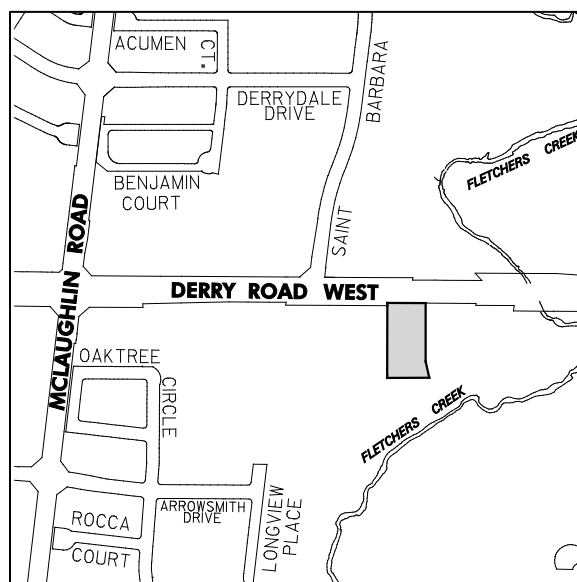 ACUMEN
CT.
BARBARA
DERRYDALE
DRIVE
FLETCHERS CREEK
BENJAMIN
COURT
SAINT
MCLAUGHLIN ROAD
DERRY ROAD WEST
OAKTREE
CIRCLE
FLETCHERS CREEK
ARROWSMITH
DRIVE
LONGVIEW
PLACE
ROCCA
COURT